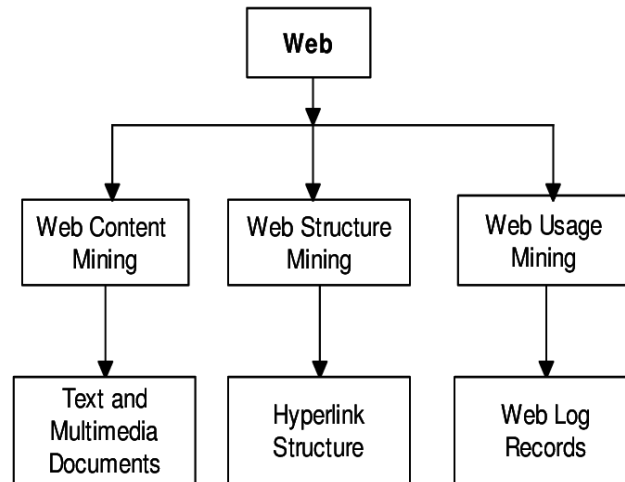 Web
Web Content
Mining
Web Structure
Mining
Web Usage
Mining
Text and
Multimedia
Documents
Hyperlink
Structure
Web Log
Records